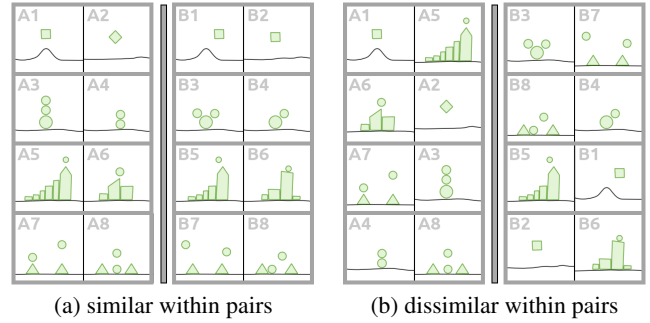 A1 A2 B1 B2
A3 A4 B3 B4
A5 A6 B5 B6
A7 A8 B7 B8
(a) similar within pairs
A1 A5 B3 B7
A6 A2 B8 B4
A7 A3 B5 B1
A4 A8 B2 B6
(b) dissimilar within pairs